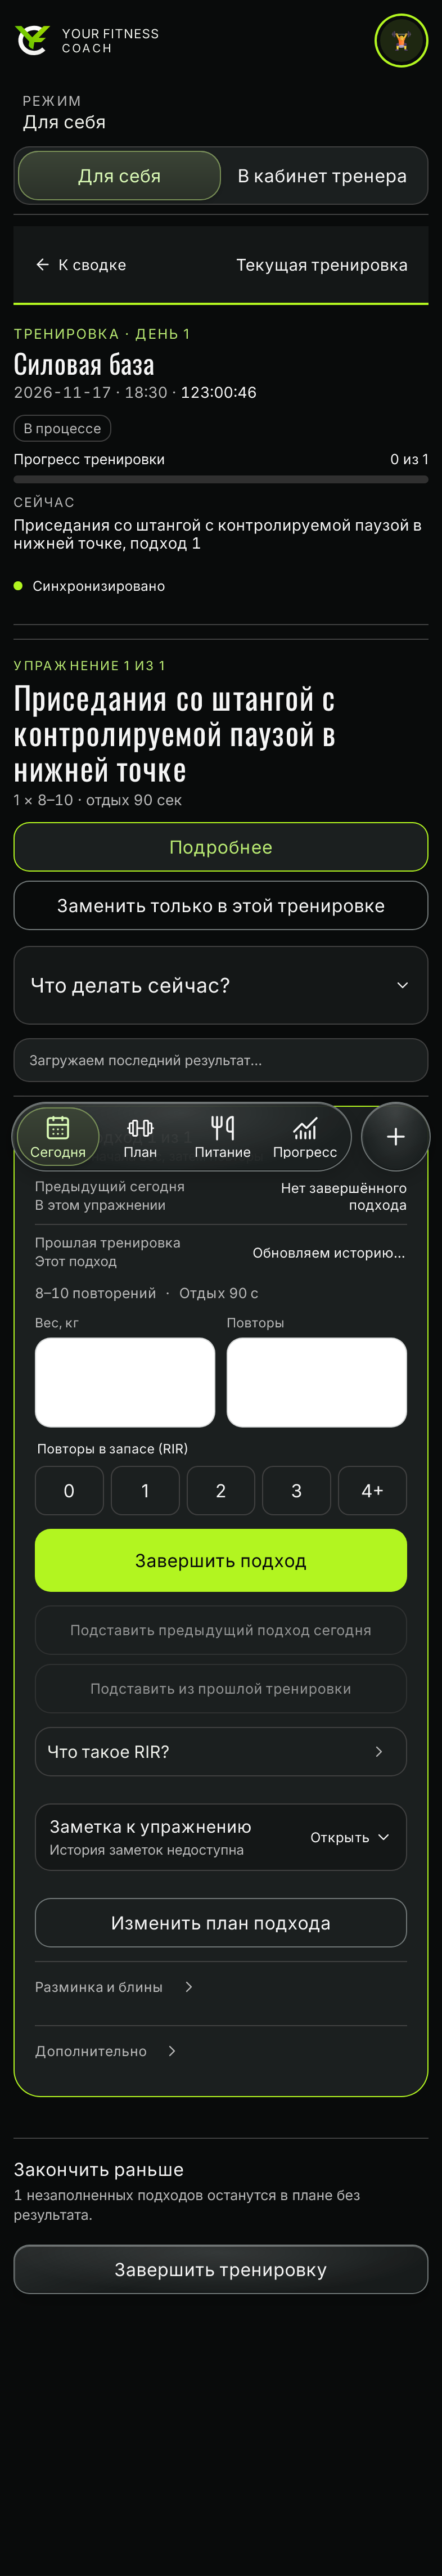 YOUR FITNESS
COACH
РЕЖИМ
Для себя
Для себя
В кабинет тренера
← К сводке
Текущая тренировка
ТРЕНИРОВКА · ДЕНЬ 1
Силовая база
2026-11-17 · 18:30 · 123:00:46
В процессе
Прогресс тренировки
0 из 1
СЕЙЧАС
Приседания со штангой с контролируемой паузой в
нижней точке, подход 1
Синхронизировано
УПРАЖНЕНИЕ 1 ИЗ 1
Приседания со штангой с
контролируемой паузой в
нижней точке
1 × 8–10 · отдых 90 сек
Подробнее
Заменить только в этой тренировке
Что делать сейчас?
Загружаем последний результат...
Сегодня
План
Питание
Прогресс
+
Предыдущий сегодня
В этом упражнении
Нет завершённого
подхода
Прошлая тренировка
Этот подход
Обновляем историю...
8–10 повторений · Отдых 90 с
Вес, кг
Повторы
Повторы в запасе (RIR)
0
1
2
3
4+
Завершить подход
Подставить предыдущий подход сегодня
Подставить из прошлой тренировки
Что такое RIR?
Заметка к упражнению
История заметок недоступна
Открыть
Изменить план подхода
Разминка и блины
Дополнительно
Закончить раньше
1 незаполненных подходов останутся в плане без
результата.
Завершить тренировку